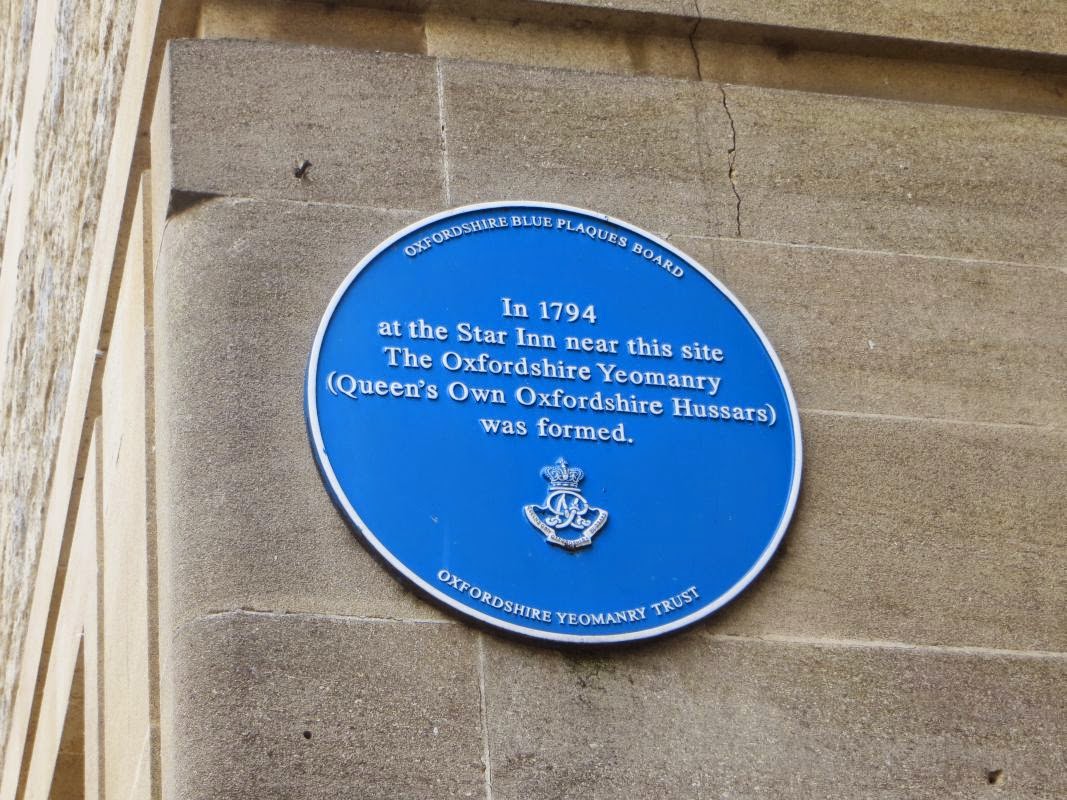 OXFORDSHIRE BLUE PLAQUES BOARD
In 1794
at the Star Inn near this site
The Oxfordshire Yeomanry
(Queen's Own Oxfordshire Hussars)
was formed.
OXFORDSHIRE YEOMANRY TRUST